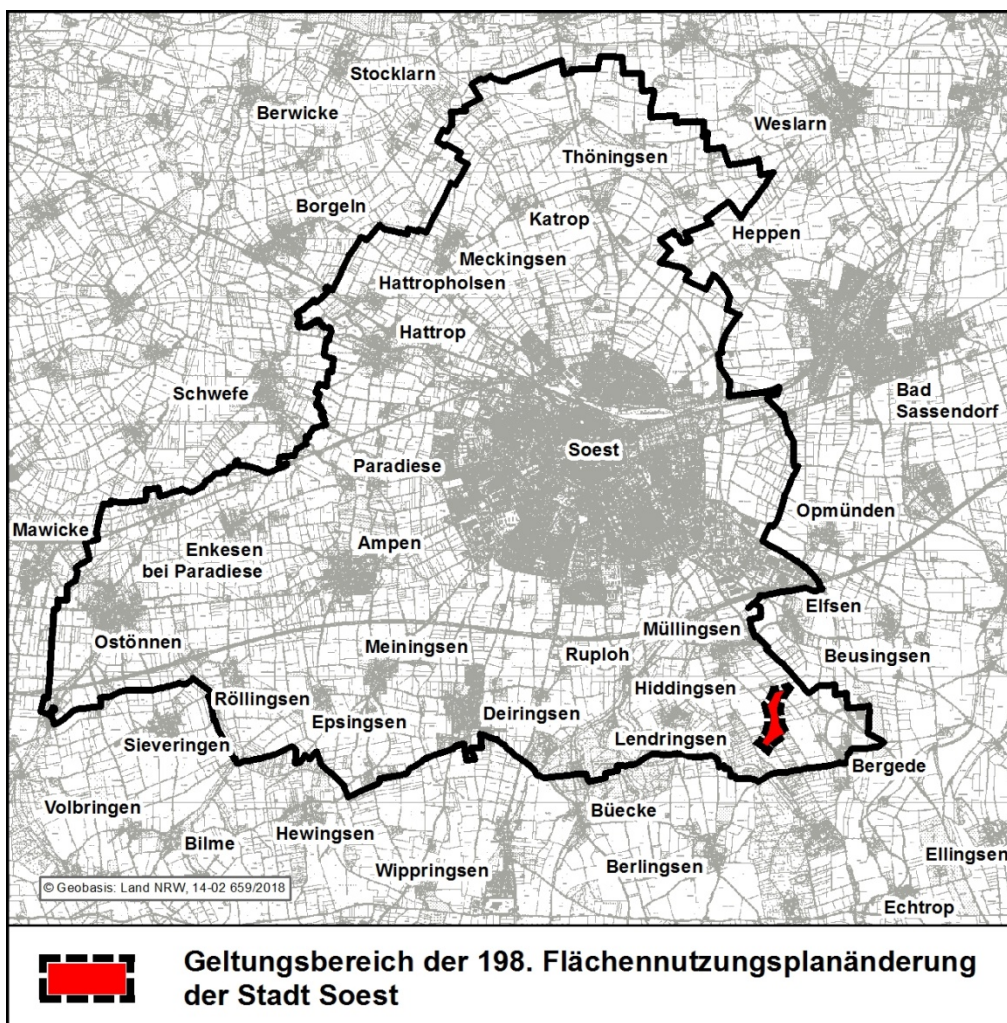 Stocklarn
Berwicke
Weslarn
Thöningsen
Borgeln
Katrop
Heppen
Meckingsen
Hattropholsen
Hattrop
Schwefe
Bad
Sassendorf
Soest
Paradiese
Opmünden
Mawicke
Enkesen
bei Paradiese
Ampen
Elfsen
Ostönnen
Müllingsen
Meiningsen
Ruploh
Beusingsen
Röllingsen
Hiddingsen
Epsingsen
Deiringsen
Sieveringen
Lendringsen
Bergede
Volbringen
Büecke
Hewingsen
Bilme
Ellingsen
Berlingsen
Wippringsen
© Geobasis: Land NRW, 14-02 659/2018
Echtrop
Geltungsbereich der 198. Flächennutzungsplanänderung
der Stadt Soest